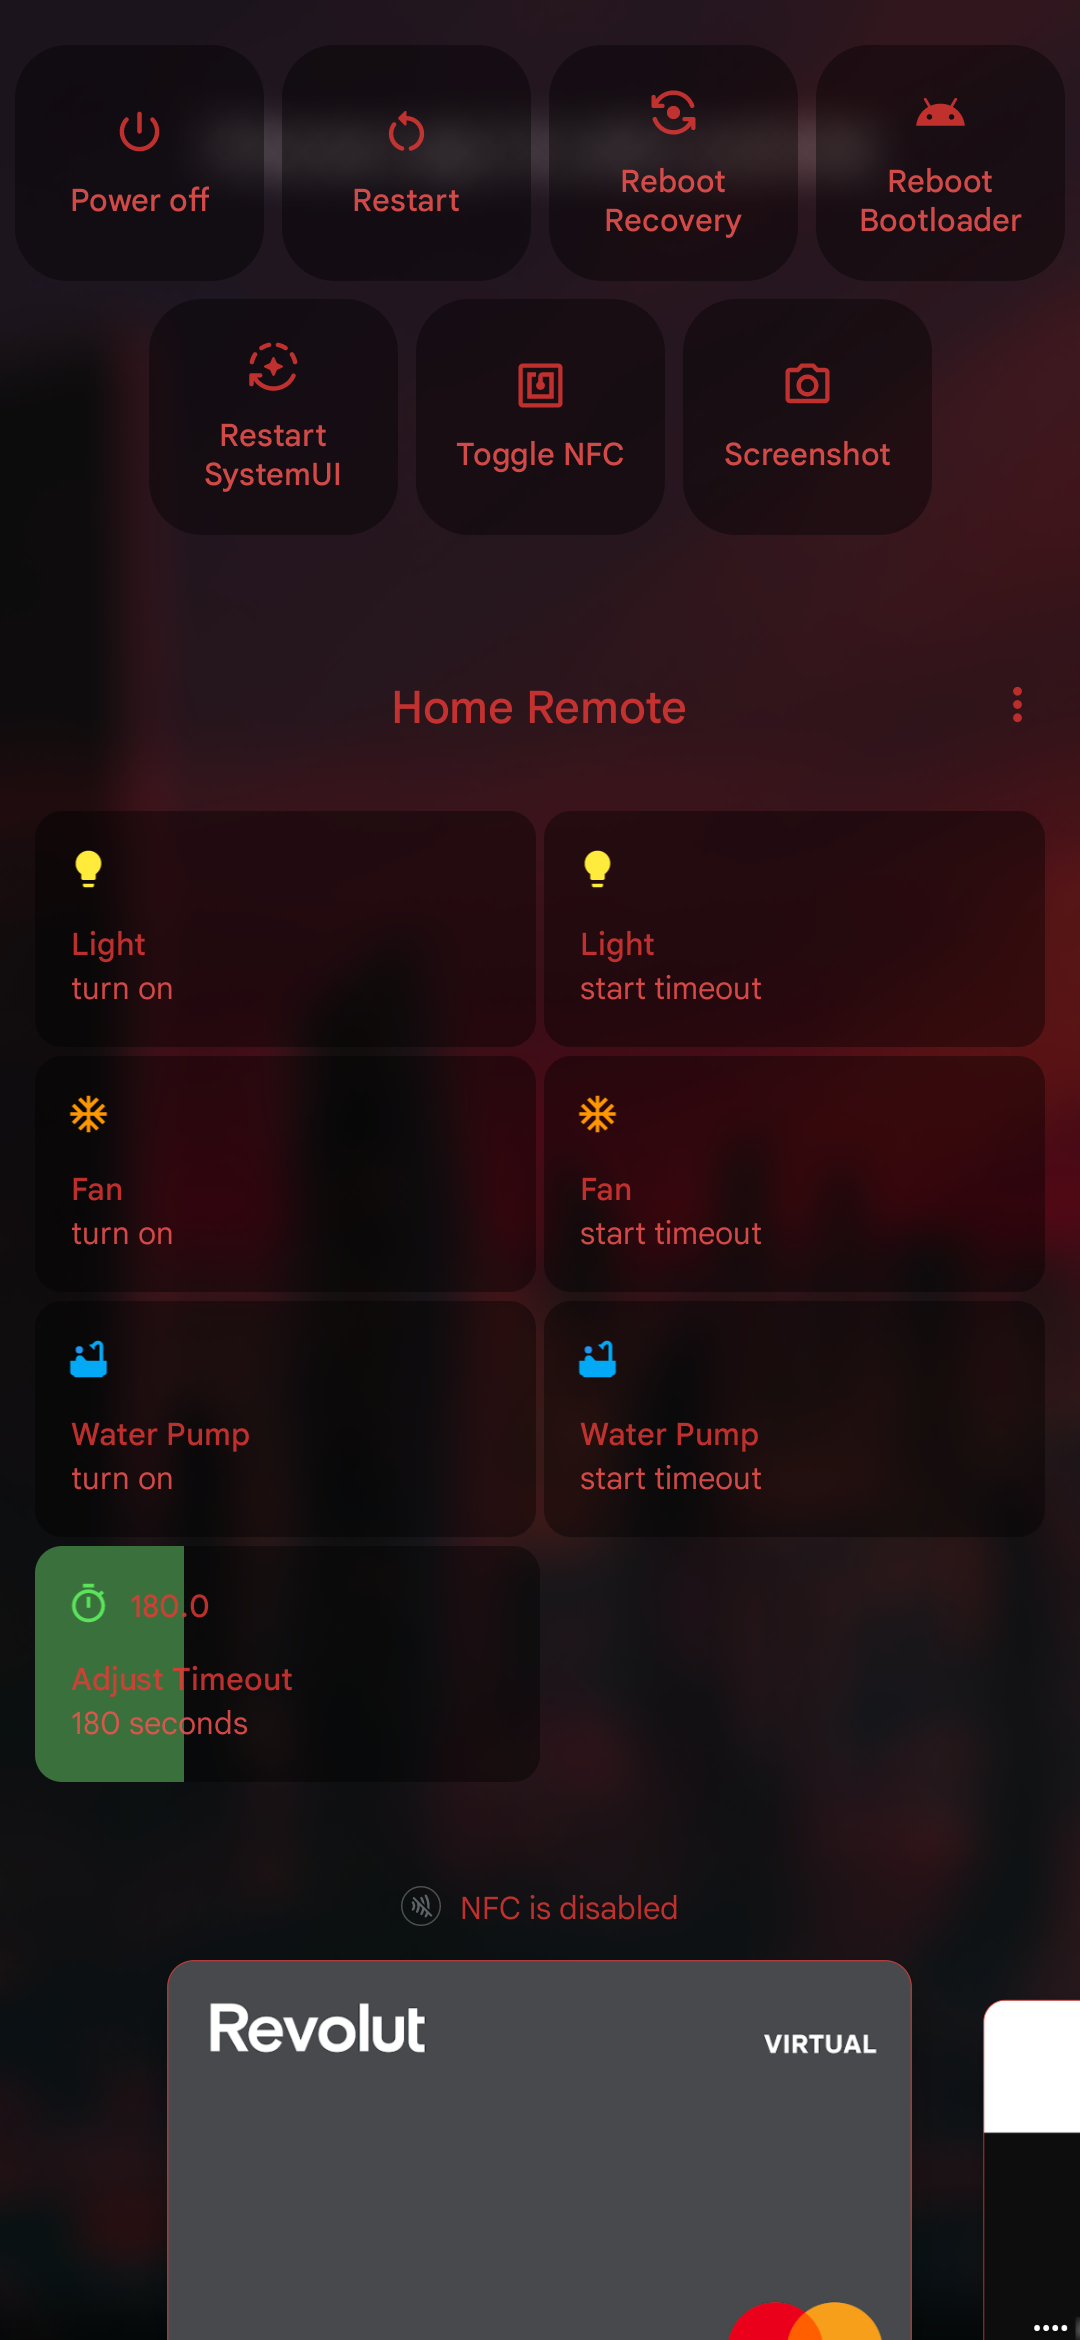 Power off
Restart
Reboot
Recovery
Reboot
Bootloader
Restart
SystemUI
Toggle NFC
Screenshot
Home Remote
Light
turn on
Light
start timeout
Fan
turn on
Fan
start timeout
Water Pump
turn on
Water Pump
start timeout
180.0
Adjust Timeout
180 seconds
NFC is disabled
Revolut
VIRTUAL